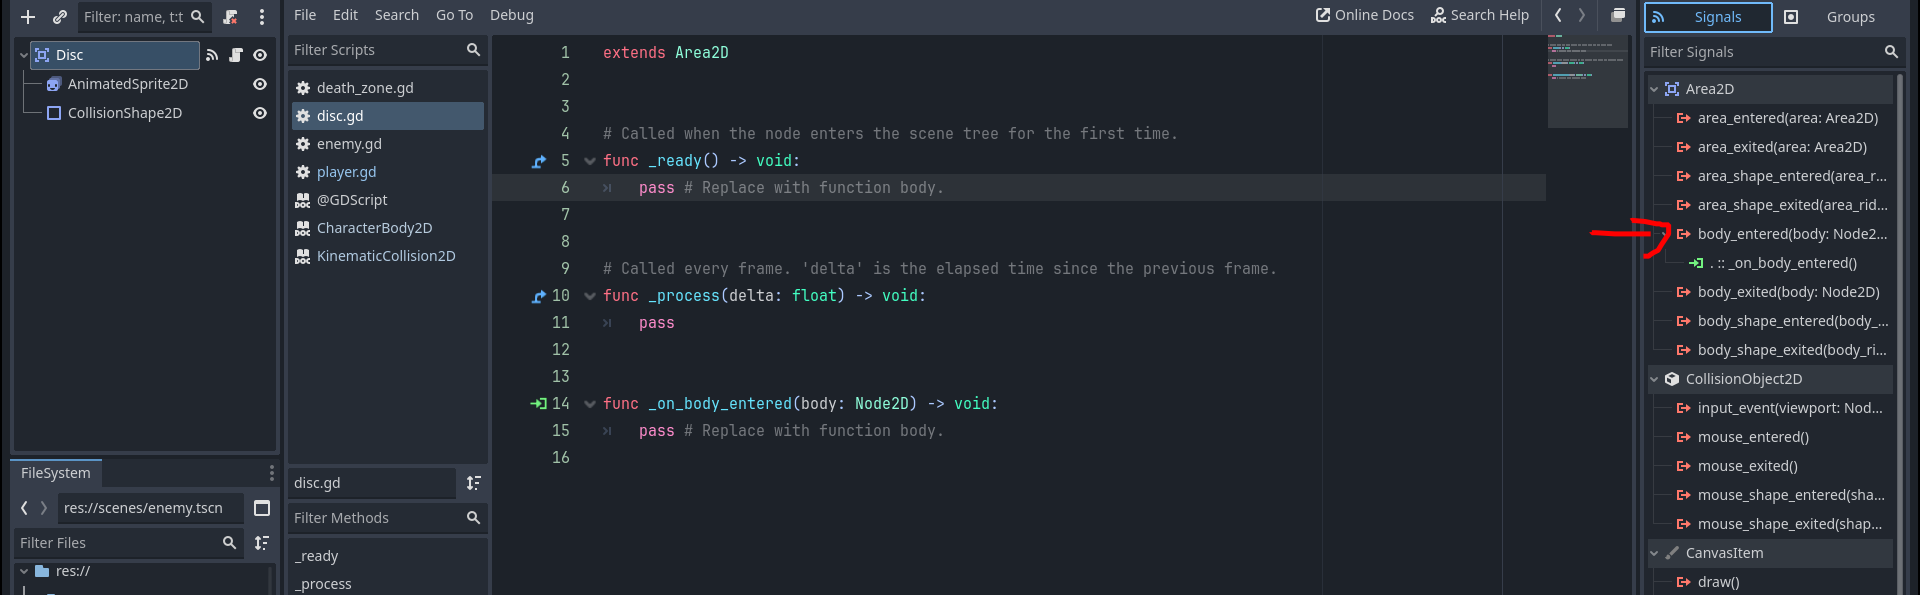 Filter: name, t:t
Disc
AnimatedSprite2D
CollisionShape2D
FileSystem
res://scenes/enemy.tscn
Filter Files
res://
File Edit Search Go To Debug
Online Docs Search Help
Filter Scripts
death_zone.gd
disc.gd
enemy.gd
player.gd
@GDScript
CharacterBody2D
KinematicCollision2D
disc.gd
Filter Methods
_ready
_process
1 extends Area2D
2
3
4 # Called when the node enters the scene tree for the first time.
5 func _ready() -> void:
6 pass # Replace with function body.
7
8
9 # Called every frame. 'delta' is the elapsed time since the previous frame.
10 func _process(delta: float) -> void:
11 pass
12
13
14 func _on_body_entered(body: Node2D) -> void:
15 pass # Replace with function body.
16
Signals Groups
Filter Signals
Area2D
area_entered(area: Area2D)
area_exited(area: Area2D)
area_shape_entered(area_r...
area_shape_exited(area_rid...
body_entered(body: Node2...
. :: _on_body_entered()
body_exited(body: Node2D)
body_shape_entered(body_...
body_shape_exited(body_ri...
CollisionObject2D
input_event(viewport: Nod...
mouse_entered()
mouse_exited()
mouse_shape_entered(sha...
mouse_shape_exited(shap...
CanvasItem
draw()